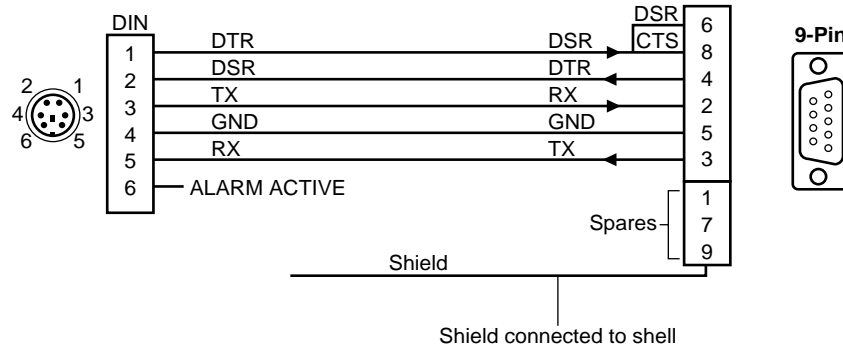 DIN
DSR
6
9-Pin
1
DTR
DSR
CTS
8
2
DSR
DTR
4
3
TX
RX
2
4
GND
GND
5
5
RX
TX
3
6
ALARM ACTIVE
2
1
4
3
6
5
1
Spares
7
9
Shield
Shield connected to shell